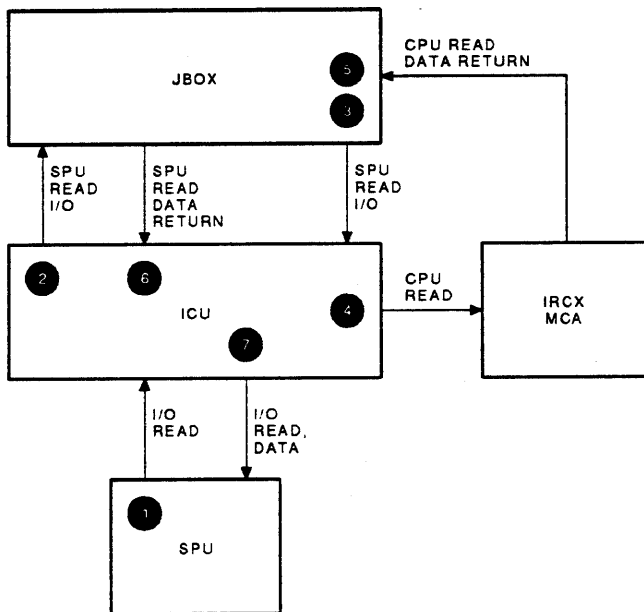 CPU READ
DATA RETURN
5
JBOX
3
SPU
READ
I/O
SPU
READ
DATA
RETURN
SPU
READ
I/O
2
6
4
ICU
7
CPU
READ
IRCX
MCA
I/O
READ
I/O
READ,
DATA
1
SPU